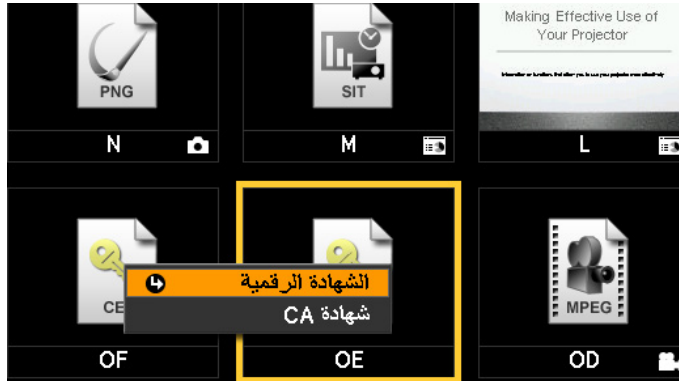 Making Effective Use of
Your Projector
PNG
SIT
N
M
L
MPEG
الشهادة الرقمية
شهادة CA
CE
OF
OE
OD